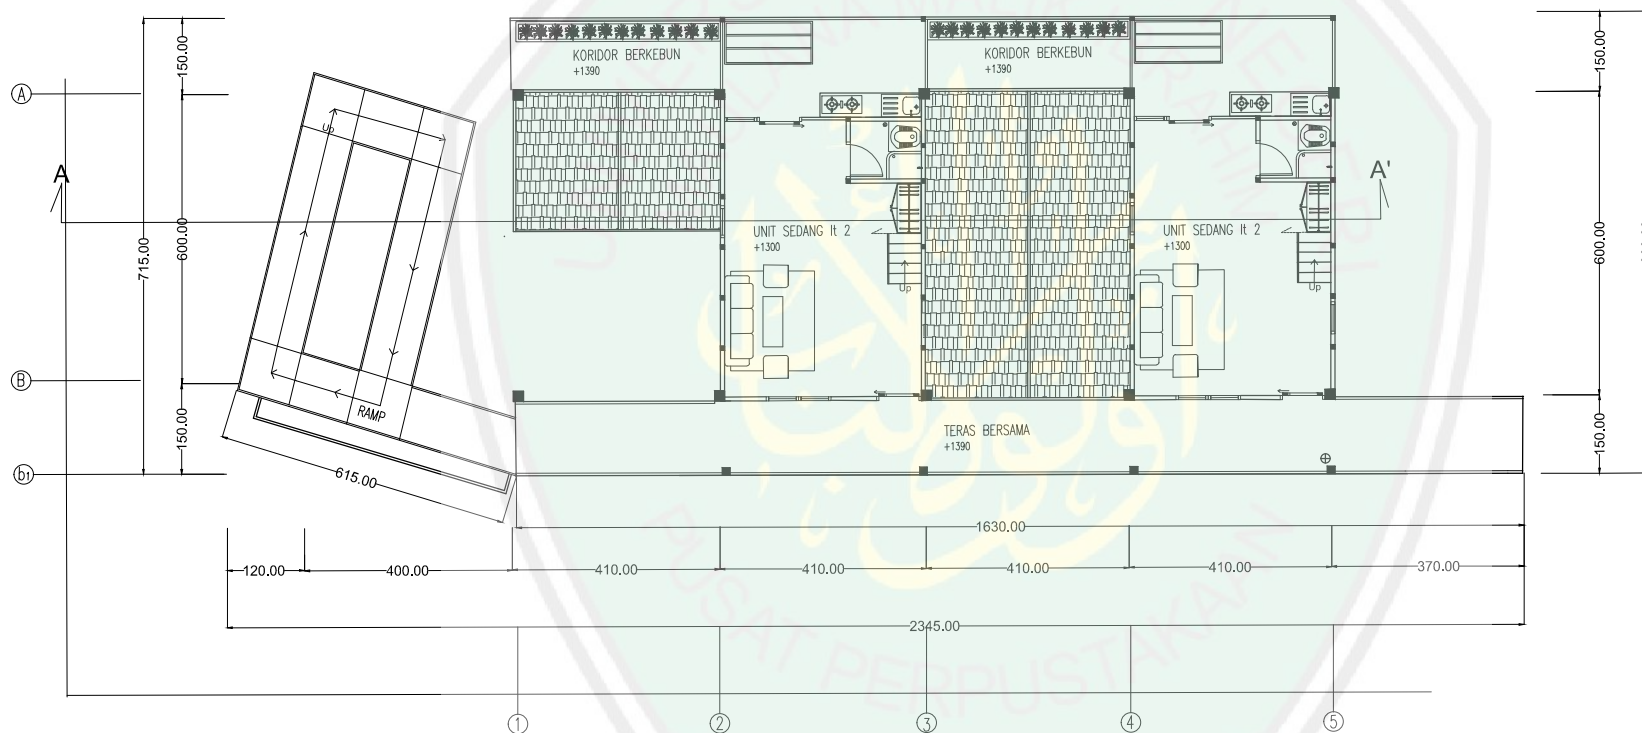 KORIDOR BERKEBUN
+1390
KORIDOR BERKEBUN
+1390
150.00
715.00
600.00
150.00
150.00
600.00
150.00
A
B
b1
A
A'
Up
RAMP
615.00
UNIT SEDANG lt 2
+1300
Up
UNIT SEDANG lt 2
+1300
Up
TERAS BERSAMA
+1390
1630.00
120.00
400.00
410.00
410.00
410.00
410.00
370.00
2345.00
1
2
3
4
5
PUSAT PERPUSTAKAAN